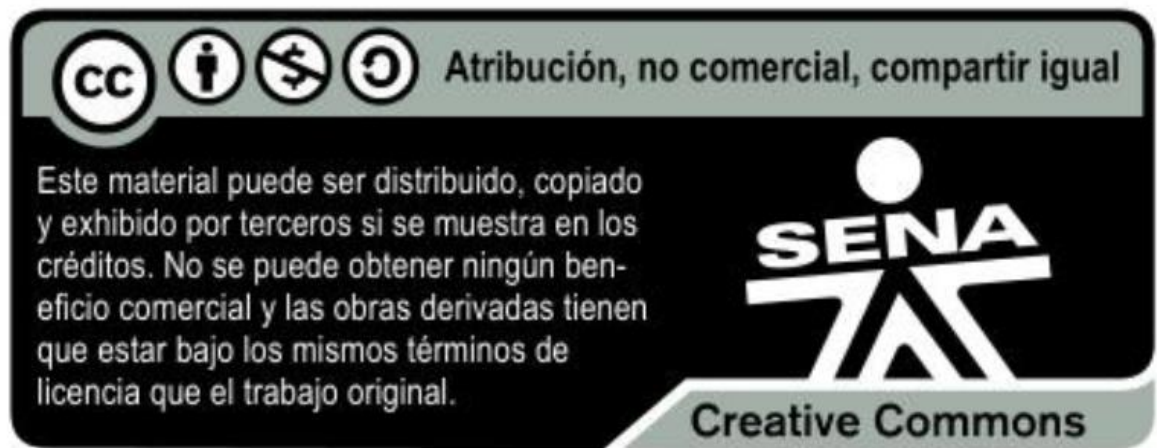 cc Atribución, no comercial, compartir igual
Este material puede ser distribuido, copiado
y exhibido por terceros si se muestra en los
créditos. No se puede obtener ningún ben-
eficio comercial y las obras derivadas tienen
que estar bajo los mismos términos de
licencia que el trabajo original.
SENA
Creative Commons